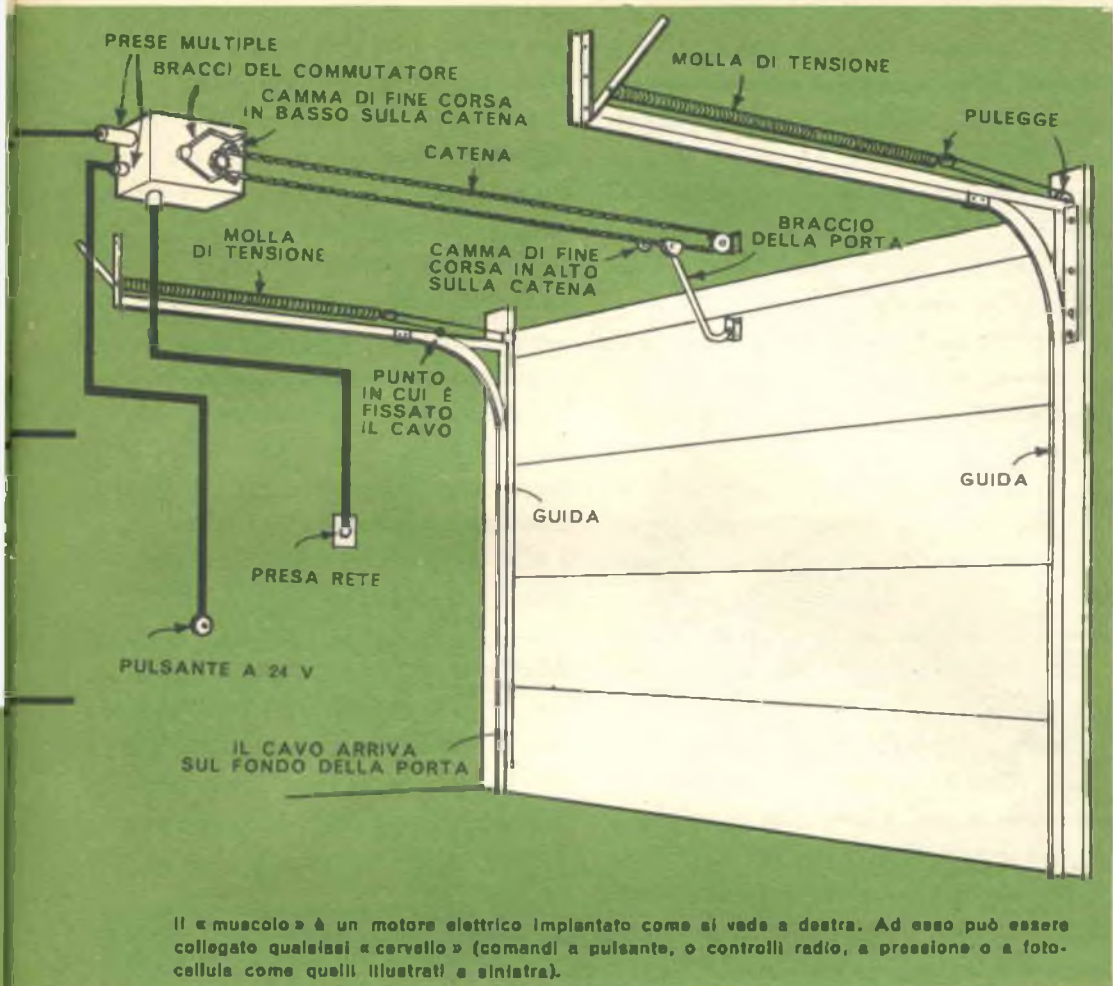 PRESE MULTIPLE
BRACCI DEL COMMUTATORE
CAMMA DI FINE CORSA
IN BASSO SULLA CATENA
CATENA
MOLLA DI TENSIONE
PULEGGE
BRACCIO
DELLA PORTA
MOLLA
DI TENSIONE
CAMMA DI FINE
CORSA IN ALTO
SULLA CATENA
PUNTO
IN CUI È
FISSATO
IL CAVO
GUIDA
GUIDA
PRESA RETE
PULSANTE A 24 V
IL CAVO ARRIVA
SUL FONDO DELLA PORTA
Il « muscolo » è un motore elettrico impiantato come si vede a destra. Ad esso può essere
collegato qualsiasi « cervello » (comandi a pulsante, o controlli radio, a pressione o a foto-
cellula come quelli illustrati a sinistra).